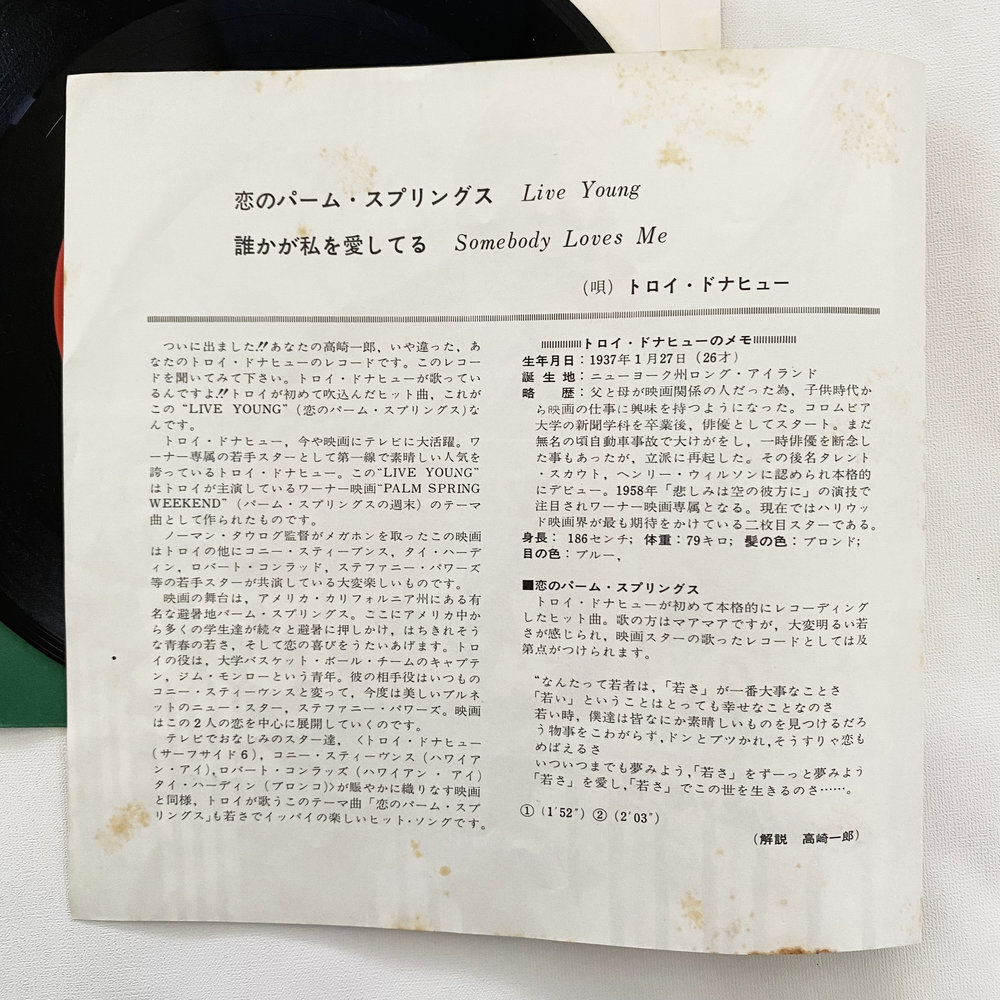 恋のパーム・スプリングス Live Young
誰かが私を愛してる Somebody Loves Me
(唄) トロイ・ドナヒュー
ついに出ました!!あなたの高崎一郎，いや違った，あ
なたのトロイ・ドナヒューのレコードです。このレコー
ドを聞いてみて下さい。トロイ・ドナヒューが歌ってい
るんですよ!!トロイが初めて吹込んだヒット曲，これが
この “LIVE YOUNG” (恋のパーム・スプリングス)な
んです。
トロイ・ドナヒュー，今や映画にテレビに大活躍。ワ
ーナー専属の若手スターとして第一線で素晴しい人気を
誇っているトロイ・ドナヒュー。この“LIVE YOUNG”
はトロイが主演しているワーナー映画“PALM SPRING
WEEKEND” (パーム・スプリングスの週末) のテーマ
曲として作られたものです。
ノーマン・タウログ監督がメガホンを取ったこの映画
はトロイの他にコニー・スティーブンス，タイ・ハーデ
ィン，ロバート・コンラッド，ステファニー・パワーズ
等の若手スターが共演している大変楽しいものです。
映画の舞台は，アメリカ・カリフォルニア州にある有
名な避暑地パーム・スプリングス。ここにアメリカ中か
ら多くの学生達が続々と避暑に押しかけ，はちきれそう
な青春の若さ，そして恋の喜びをうたいあげます。トロ
イの役は，大学バスケット・ボール・チームのキャプテ
ン，ジム・モンローという青年。彼の相手役はいつもの
コニー・スティーヴンスと変って，今度は美しいブルネ
ットのニュー・スター，ステファニー・パワーズ。映画
はこの2人の恋を中心に展開していくのです。
テレビでおなじみのスター達，〈トロイ・ドナヒュー
(サーフサイド6)，コニー・スティーヴンス (ハワイア
ン・アイ),ロバート・コンラッズ (ハワイアン・アイ)
タイ・ハーディン (ブロンコ)〉が賑やかに織りなす映画
と同様，トロイが歌うこのテーマ曲「恋のパーム・スプ
リングス」も若さでイッパイの楽しいヒット・ソングです。
トロイ・ドナヒューのメモ
生年月日：1937年1月27日 (26才)
誕生地：ニューヨーク州ロング・アイランド
略歴：父と母が映画関係の人だった為，子供時代か
ら映画の仕事に興味を持つようになった。コロムビア
大学の新聞学科を卒業後，俳優としてスタート。まだ
無名の頃自動車事故で大けがをし，一時俳優を断念し
た事もあったが，立派に再起した。その後名タレント
・スカウト，ヘンリー・ウィルソンに認められ本格的
にデビュー。1958年「悲しみは空の彼方に」の演技で
注目されワーナー映画専属となる。現在ではハリウッ
ド映画界が最も期待をかけている二枚目スターである。
身長： 186センチ； 体重：79キロ； 髪の色：ブロンド；
目の色：ブルー，
■恋のパーム・スプリングス
トロイ・ドナヒューが初めて本格的にレコーディング
したヒット曲。歌の方はマアマアですが，大変明るい若
さが感じられ，映画スターの歌ったレコードとしては及
第点がつけられます。
“なんたって若者は，「若さ」が一番大事なことさ
「若い」ということはとっても幸せなことなのさ
若い時，僕達は皆なにか素晴しいものを見つけるだろ
う物事をこわがらず,ドンとブツかれ,そうすりゃ恋も
めばえるさ
いついつまでも夢みよう,「若さ」をずーっと夢みよう
「若さ」を愛し,「若さ」でこの世を生きるのさ……。
① (1′52″) ② (2′03″)
(解説 高崎一郎)